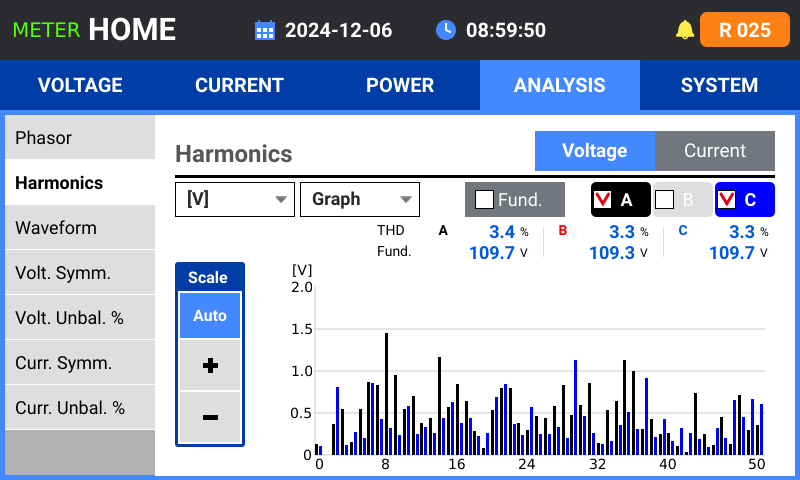 METER HOME 2024-12-06 08:59:50 R 025
VOLTAGE CURRENT POWER ANALYSIS SYSTEM
Phasor
Harmonics
Waveform
Volt. Symm.
Volt. Unbal. %
Curr. Symm.
Curr. Unbal. %
Harmonics Voltage Current
[V] Graph Fund. A B C
THD A 3.4 % B 3.3 % C 3.3 %
Fund. 109.7 V 109.3 V 109.7 V
Scale
Auto
+
−
[V]
2.0
1.5
1.0
0.5
0
0 8 16 24 32 40 50